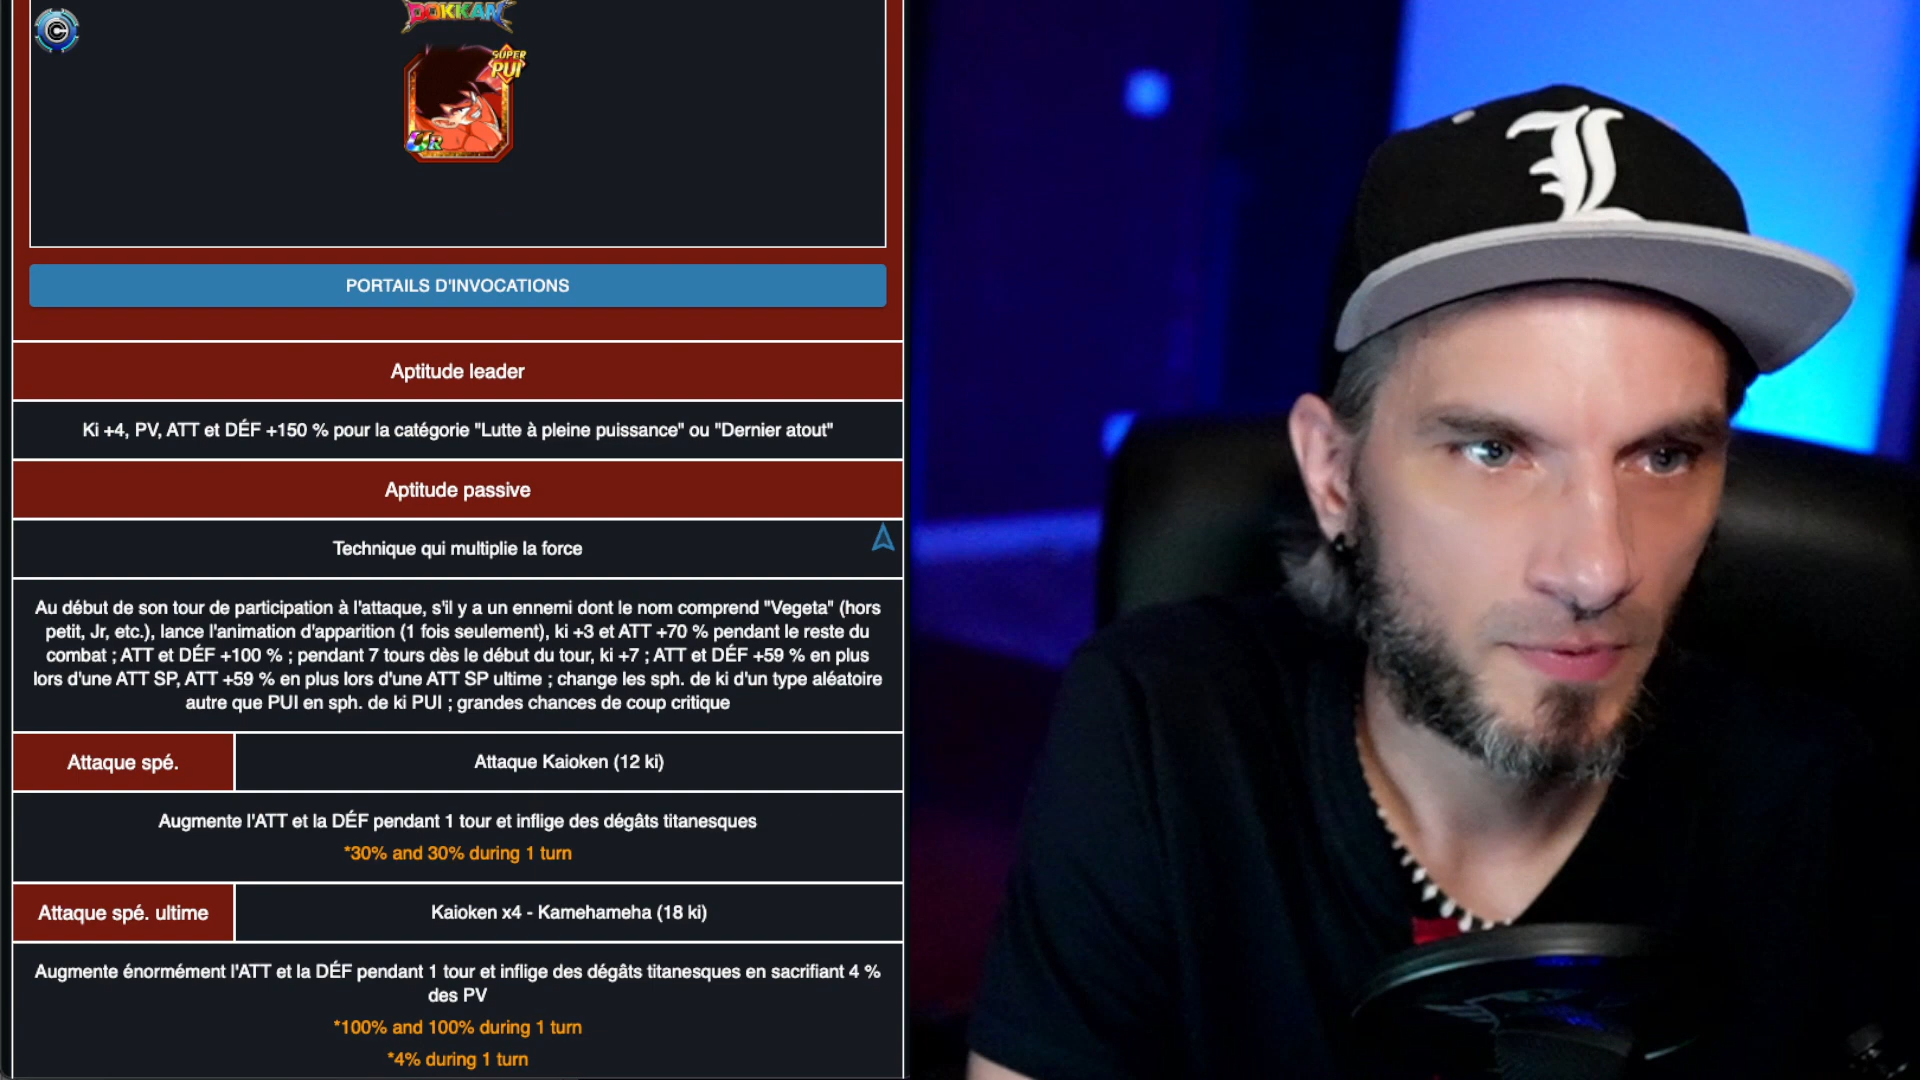 DOKKAN
SUPER
PUI
UR
PORTAILS D'INVOCATIONS
Aptitude leader
Ki +4, PV, ATT et DÉF +150 % pour la catégorie "Lutte à pleine puissance" ou "Dernier atout"
Aptitude passive
Technique qui multiplie la force
Au début de son tour de participation à l'attaque, s'il y a un ennemi dont le nom comprend "Vegeta" (hors
petit, Jr, etc.), lance l'animation d'apparition (1 fois seulement), ki +3 et ATT +70 % pendant le reste du
combat ; ATT et DÉF +100 % ; pendant 7 tours dès le début du tour, ki +7 ; ATT et DÉF +59 % en plus
lors d'une ATT SP, ATT +59 % en plus lors d'une ATT SP ultime ; change les sph. de ki d'un type aléatoire
autre que PUI en sph. de ki PUI ; grandes chances de coup critique
Attaque spé.
Attaque Kaioken (12 ki)
Augmente l'ATT et la DÉF pendant 1 tour et inflige des dégâts titanesques
*30% and 30% during 1 turn
Attaque spé. ultime
Kaioken x4 - Kamehameha (18 ki)
Augmente énormément l'ATT et la DÉF pendant 1 tour et inflige des dégâts titanesques en sacrifiant 4 %
des PV
*100% and 100% during 1 turn
*4% during 1 turn
L